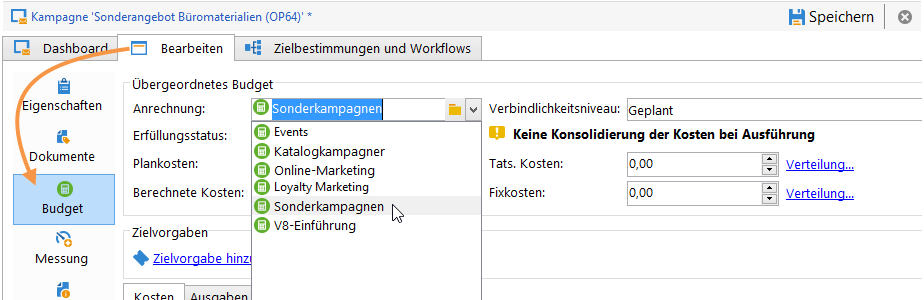 Kampagne 'Sonderangebot Büromaterialien (OP64)' *
Speichern
Dashboard
Bearbeiten
Zielbestimmungen und Workflows
Eigenschaften
Dokumente
Budget
Messung
Übergeordnetes Budget
Anrechnung:
Sonderkampagnen
Verbindlichkeitsniveau:
Geplant
Erfüllungsstatus:
Keine Konsolidierung der Kosten bei Ausführung
Plankosten:
Tats. Kosten:
0,00
Verteilung...
Berechnete Kosten:
Fixkosten:
0,00
Verteilung...
Events
Katalogkampagner
Online-Marketing
Loyalty Marketing
Sonderkampagnen
V8-Einführung
Zielvorgaben
Zielvorgabe hinzu
Kosten
Ausgaben